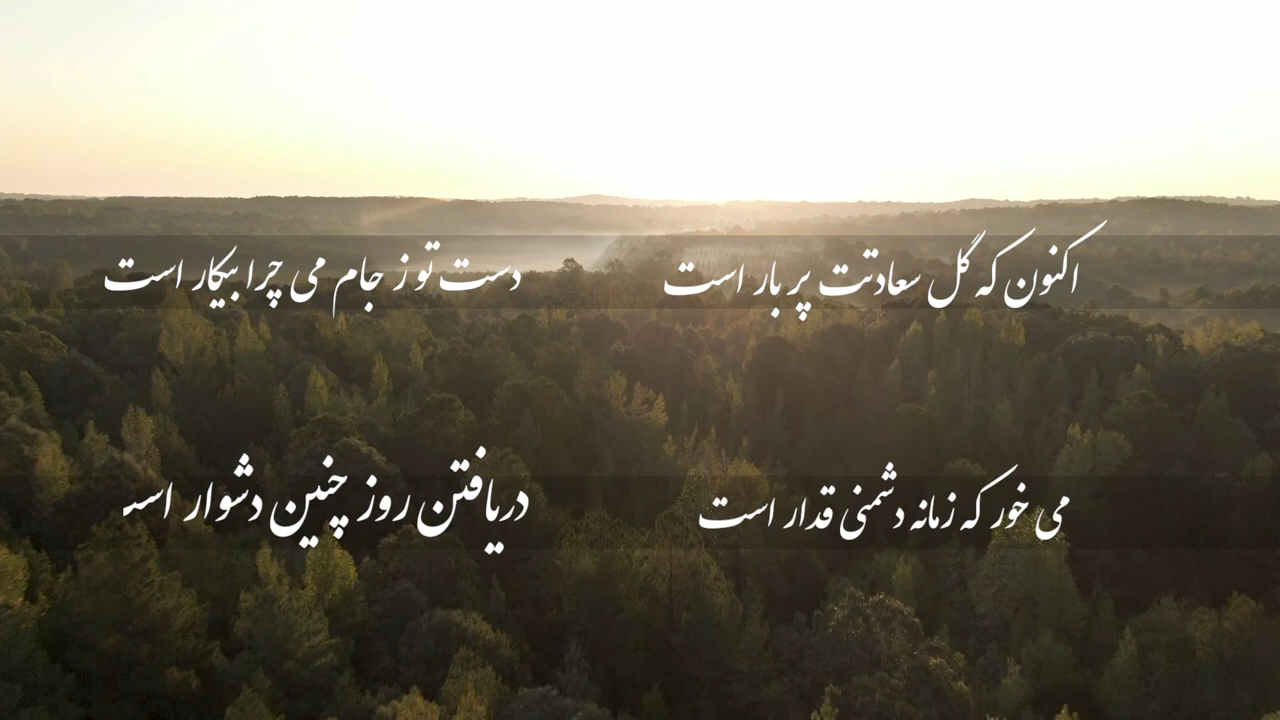 اکنون که گل سعادتت پر بار است
دست تو ز جام می چرا بیکار است
می خور که زمانه دشمنی قدار است
دریافتن روز چنین دشوار اسـ